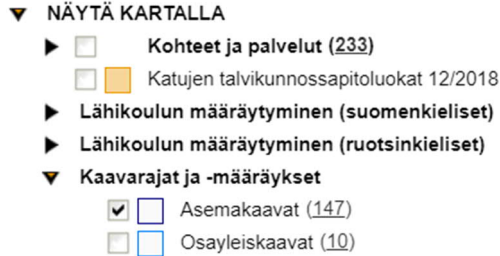 NÄYTÄ KARTALLA
Kohteet ja palvelut (233)
Katujen talvikunnossapitoluokat 12/2018
Lähikoulun määräytyminen (suomenkieliset)
Lähikoulun määräytyminen (ruotsinkieliset)
Kaavarajat ja -määräykset
Asemakaavat (147)
Osayleiskaavat (10)